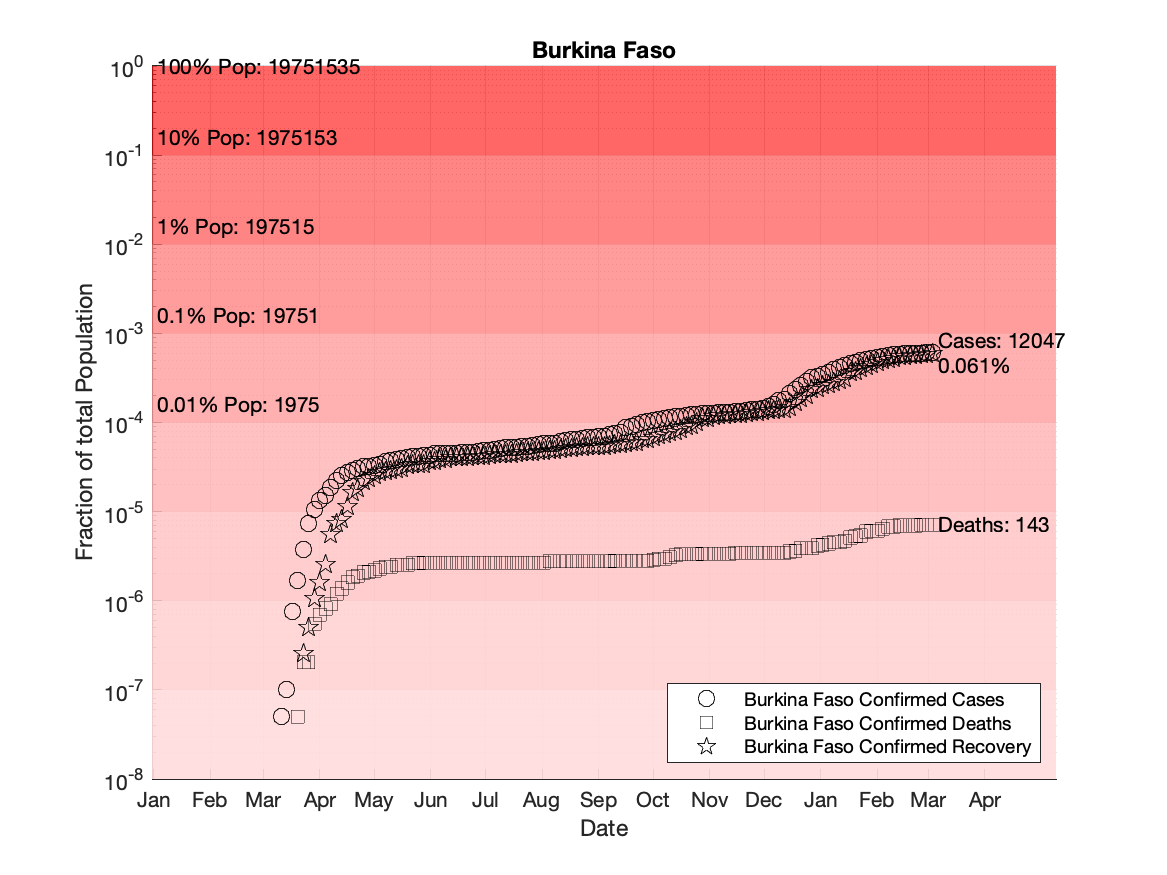 Burkina Faso
10^0
100% Pop: 19751535
10% Pop: 1975153
10^-1
1% Pop: 197515
10^-2
0.1% Pop: 19751
10^-3
Cases: 12047
0.061%
0.01% Pop: 1975
10^-4
10^-5
Deaths: 143
10^-6
10^-7
10^-8
Fraction of total Population
Burkina Faso Confirmed Cases
Burkina Faso Confirmed Deaths
Burkina Faso Confirmed Recovery
Jan Feb Mar Apr May Jun Jul Aug Sep Oct Nov Dec Jan Feb Mar Apr
Date